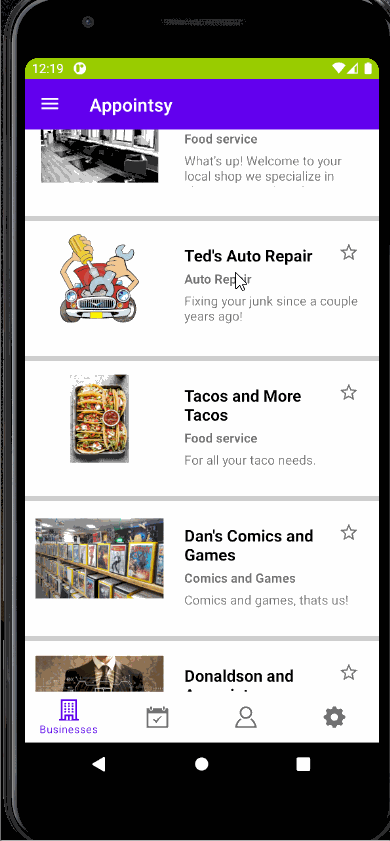 12:19
Appointsy
Food service
What's up! Welcome to your
local shop we specialize in
Ted's Auto Repair
Auto Repair
Fixing your junk since a couple
years ago!
Tacos and More
Tacos
Food service
For all your taco needs.
Dan's Comics and
Games
Comics and Games
Comics and games, thats us!
Donaldson and
Businesses